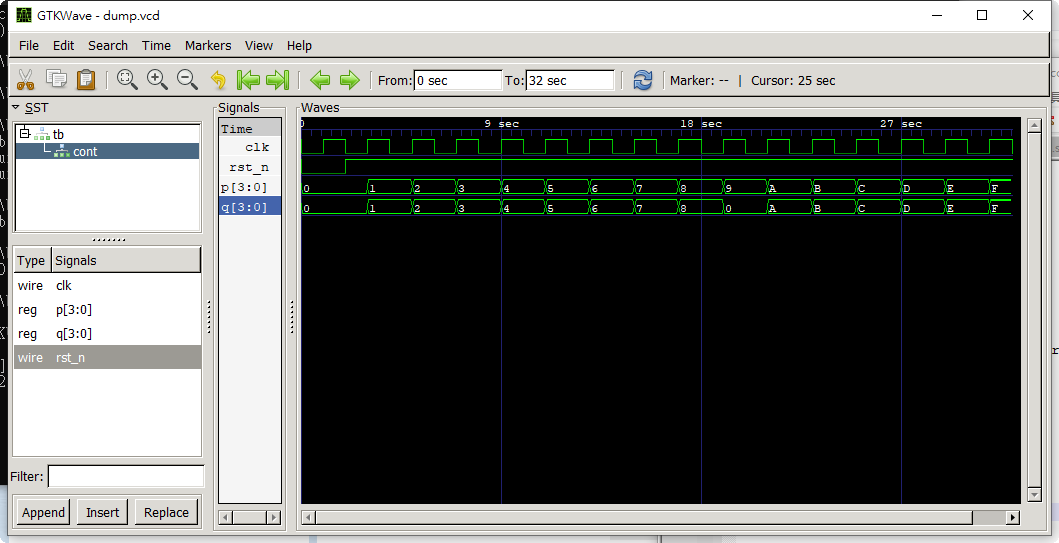 GTKWave - dump.vcd
File Edit Search Time Markers View Help
From: 0 sec To: 32 sec Marker: -- | Cursor: 25 sec
SST
tb
cont
Type Signals
wire clk
reg p[3:0]
reg q[3:0]
wire rst_n
Filter:
Append Insert Replace
Signals
Time
clk
rst_n
p[3:0]
q[3:0]
Waves
0 9 sec 18 sec 27 sec
0 1 2 3 4 5 6 7 8 9 A B C D E F
0 1 2 3 4 5 6 7 8 0 A B C D E F